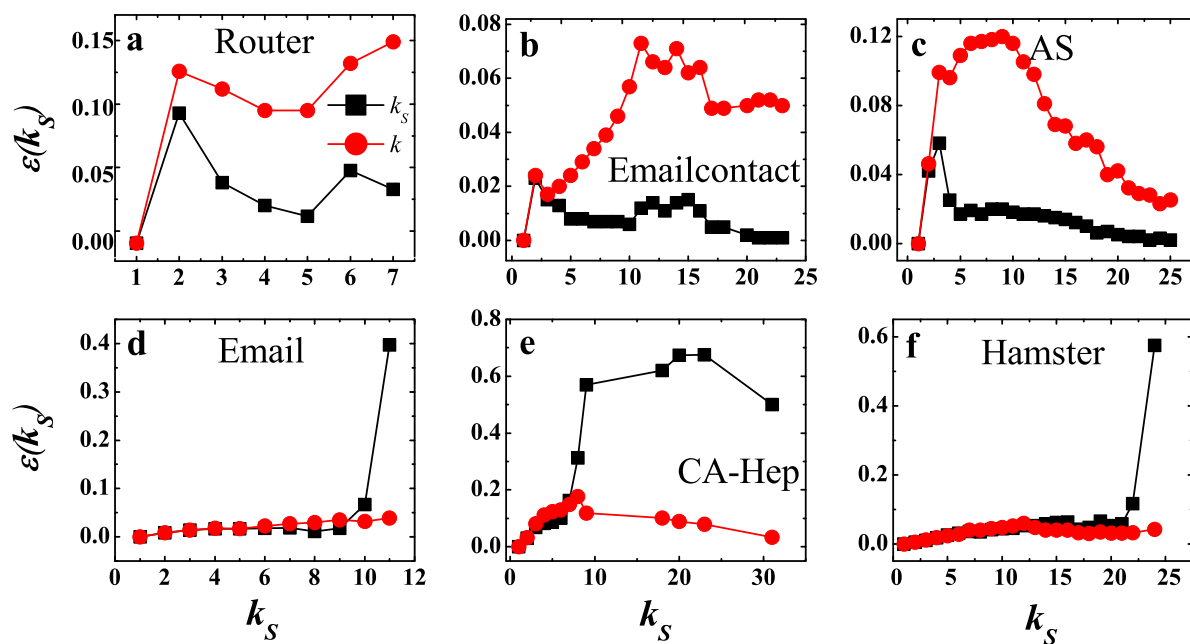 a Router
0.15
0.10
0.05
0.00
ε(k_S)
k_S
k
1 2 3 4 5 6 7
b
0.08
0.06
0.04
0.02
0.00
Emailcontact
0 5 10 15 20 25
c AS
0.12
0.08
0.04
0.00
0 5 10 15 20 25
d Email
0.4
0.3
0.2
0.1
0.0
ε(k_S)
0 2 4 6 8 10 12
k_S
e
0.8
0.6
0.4
0.2
0.0
CA-Hep
0 10 20 30
k_S
f Hamster
0.6
0.4
0.2
0.0
0 5 10 15 20 25
k_S